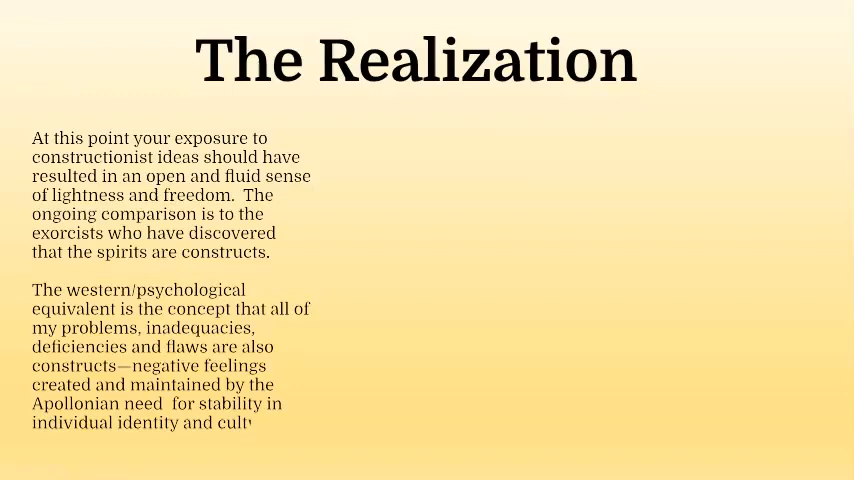 The Realization
At this point your exposure to
constructionist ideas should have
resulted in an open and fluid sense
of lightness and freedom.  The
ongoing comparison is to the
exorcists who have discovered
that the spirits are constructs.
The western/psychological
equivalent is the concept that all of
my problems, inadequacies,
deficiencies and flaws are also
constructs—negative feelings
created and maintained by the
Apollonian need  for stability in
individual identity and